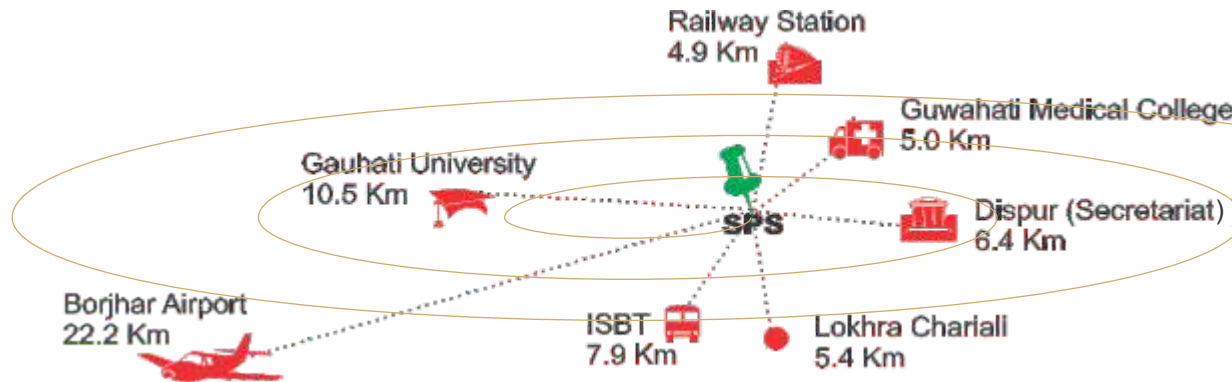 Railway Station
4.9 Km
Guwahati Medical College
5.0 Km
Gauhati University
10.5 Km
SPS
Dispur (Secretariat)
6.4 Km
Borjhar Airport
22.2 Km
ISBT
7.9 Km
Lokhra Chariali
5.4 Km